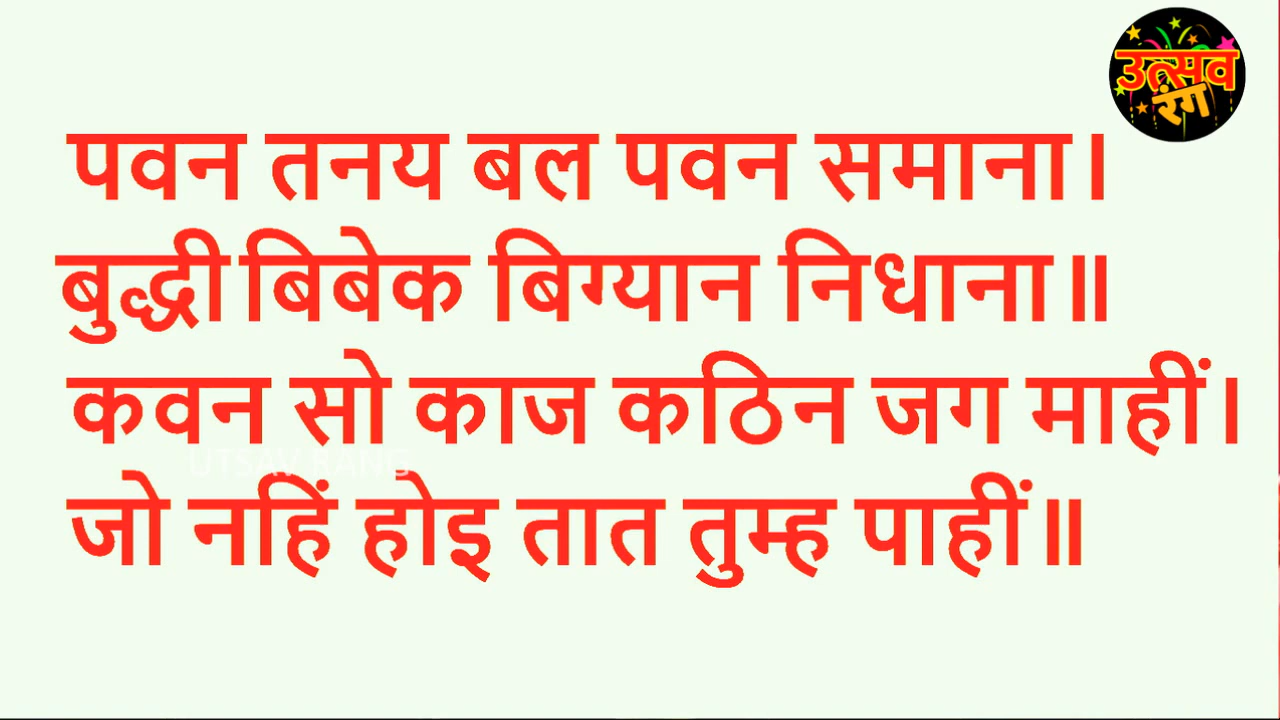 उत्सव
रंग
पवन तनय बल पवन समाना।
बुद्धी बिबेक बिग्यान निधाना॥
कवन सो काज कठिन जग माहीं।
UTSAV RANG
जो नहिं होइ तात तुम्ह पाहीं॥